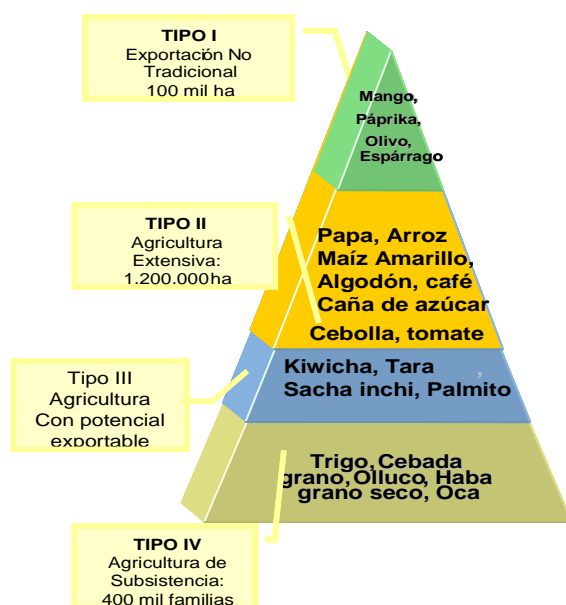 TIPO I
Exportación No
Tradicional
100 mil ha
Mango,
Páprika,
Olivo,
Espárrago
TIPO II
Agricultura
Extensiva:
1.200.000 ha
Papa, Arroz
Maíz Amarillo,
Algodón, café
Caña de azúcar
Cebolla, tomate
Tipo III
Agricultura
Con potencial
exportable
Kiwicha, Tara ,
Sacha inchi, Palmito
Trigo, Cebada
grano, Olluco, Haba
grano seco, Oca
TIPO IV
Agricultura de
Subsistencia:
400 mil familias